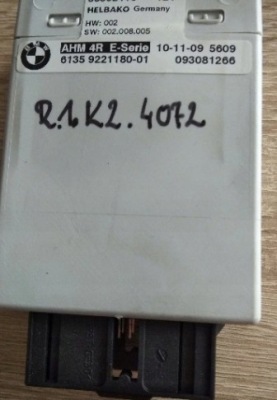 HELBAKO Germany
HW: 002
SW: 002.008.005
AHM 4R E-Serie 10-11-09 5609
6135 9221180-01 093081266
R.1K2.4072